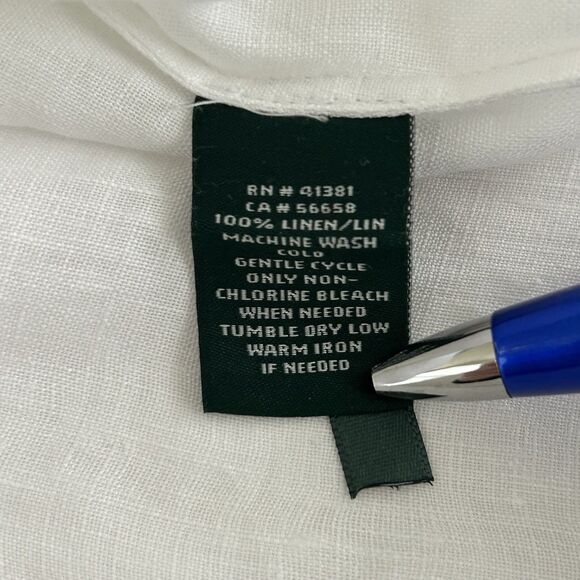 RN # 41381
CA # 56658
100% LINEN/LIN
MACHINE WASH
COLD
GENTLE CYCLE
ONLY NON-
CHLORINE BLEACH
WHEN NEEDED
TUMBLE DRY LOW
WARM IRON
IF NEEDED